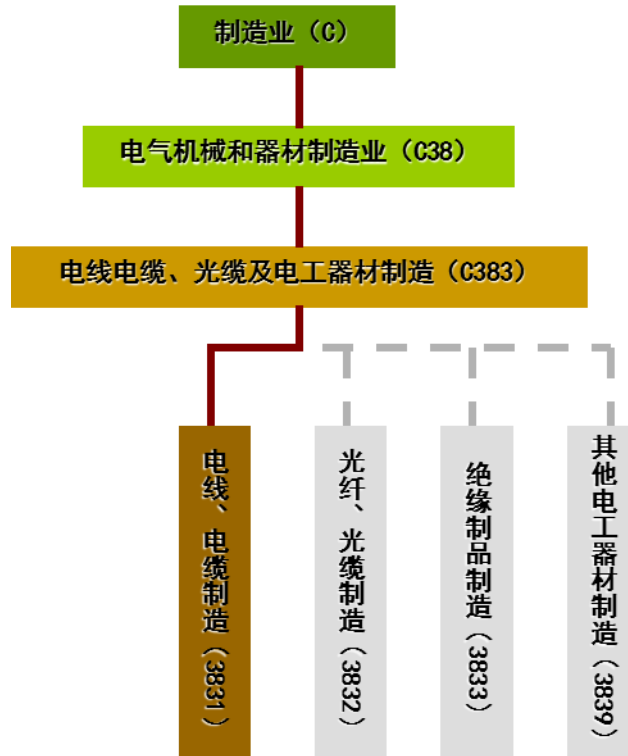 制造业（C）
电气机械和器材制造业（C38）
电线电缆、光缆及电工器材制造（C383）
电线、电缆制造（3831）
光纤、光缆制造（3832）
绝缘制品制造（3833）
其他电工器材制造（3839）